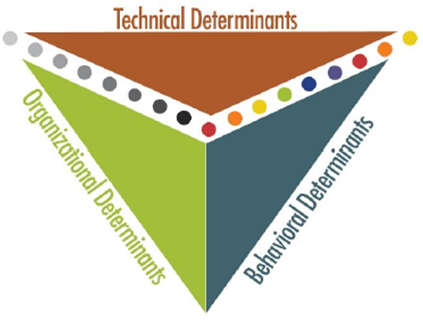 Technical Determinants
Organizational Determinants
Behavioral Determinants